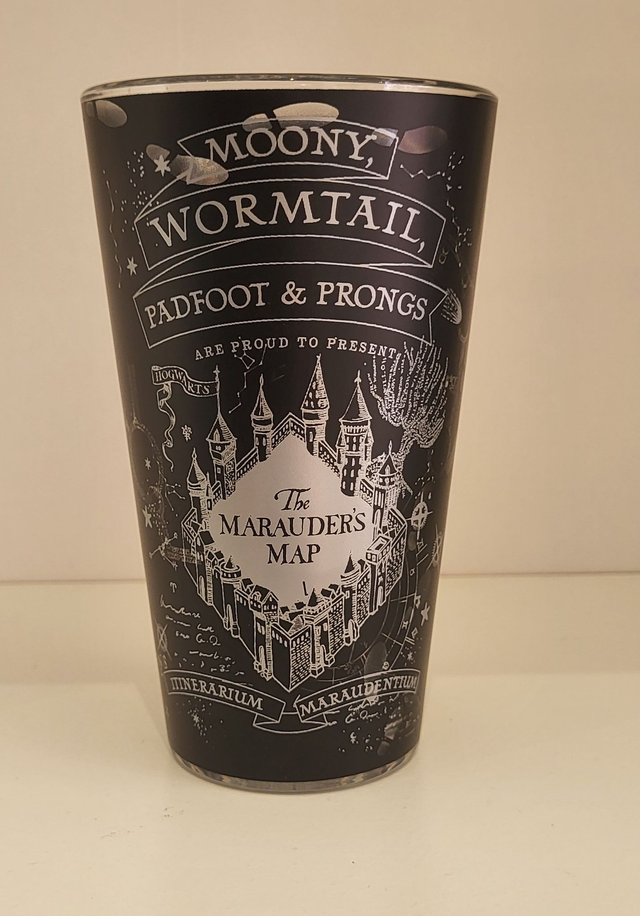 MOONY,
WORMTAIL,
PADFOOT & PRONGS
ARE PROUD TO PRESENT
HOGWARTS
The
MARAUDER'S
MAP
ITINERARIUM MARAUDENTIUM